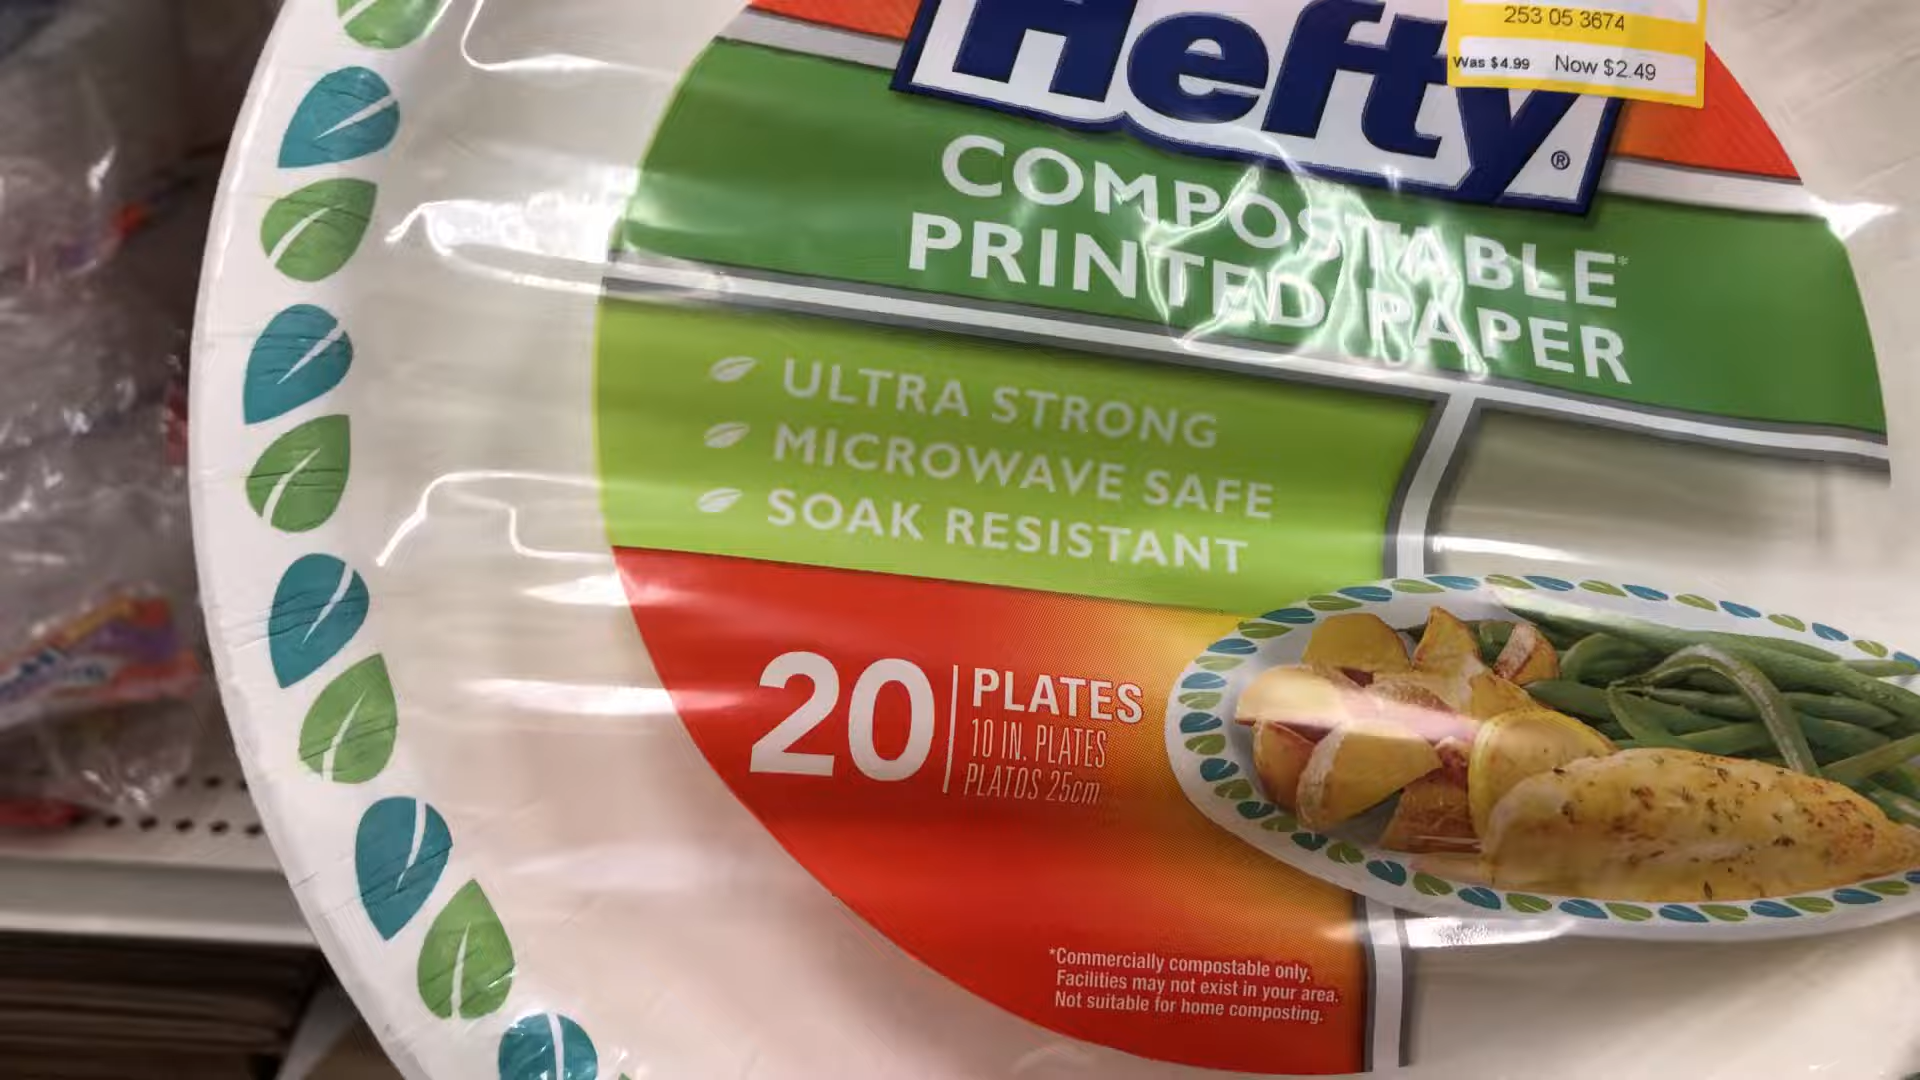 253 05 3674
Was $4.99 Now $2.49
Hefty®
COMPOSTABLE*
PRINTED PAPER
ULTRA STRONG
MICROWAVE SAFE
SOAK RESISTANT
20 PLATES
10 IN. PLATES
PLATOS 25cm
*Commercially compostable only.
Facilities may not exist in your area.
Not suitable for home composting.